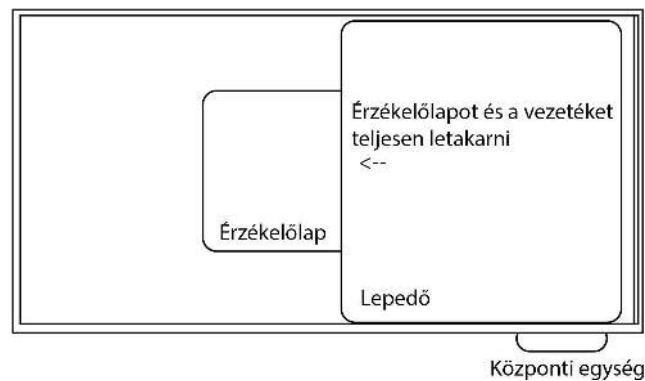 Érzékelőlapot és a vezetéket
teljesen letakarni
<--
Érzékelőlap
Lepedő
Központi egység